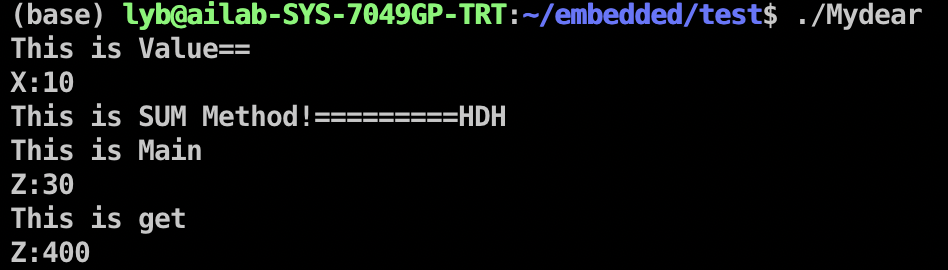 (base) lyb@ailab-SYS-7049GP-TRT:~/embedded/test$ ./Mydear
This is Value==
X:10
This is SUM Method!=========HDH
This is Main
Z:30
This is get
Z:400